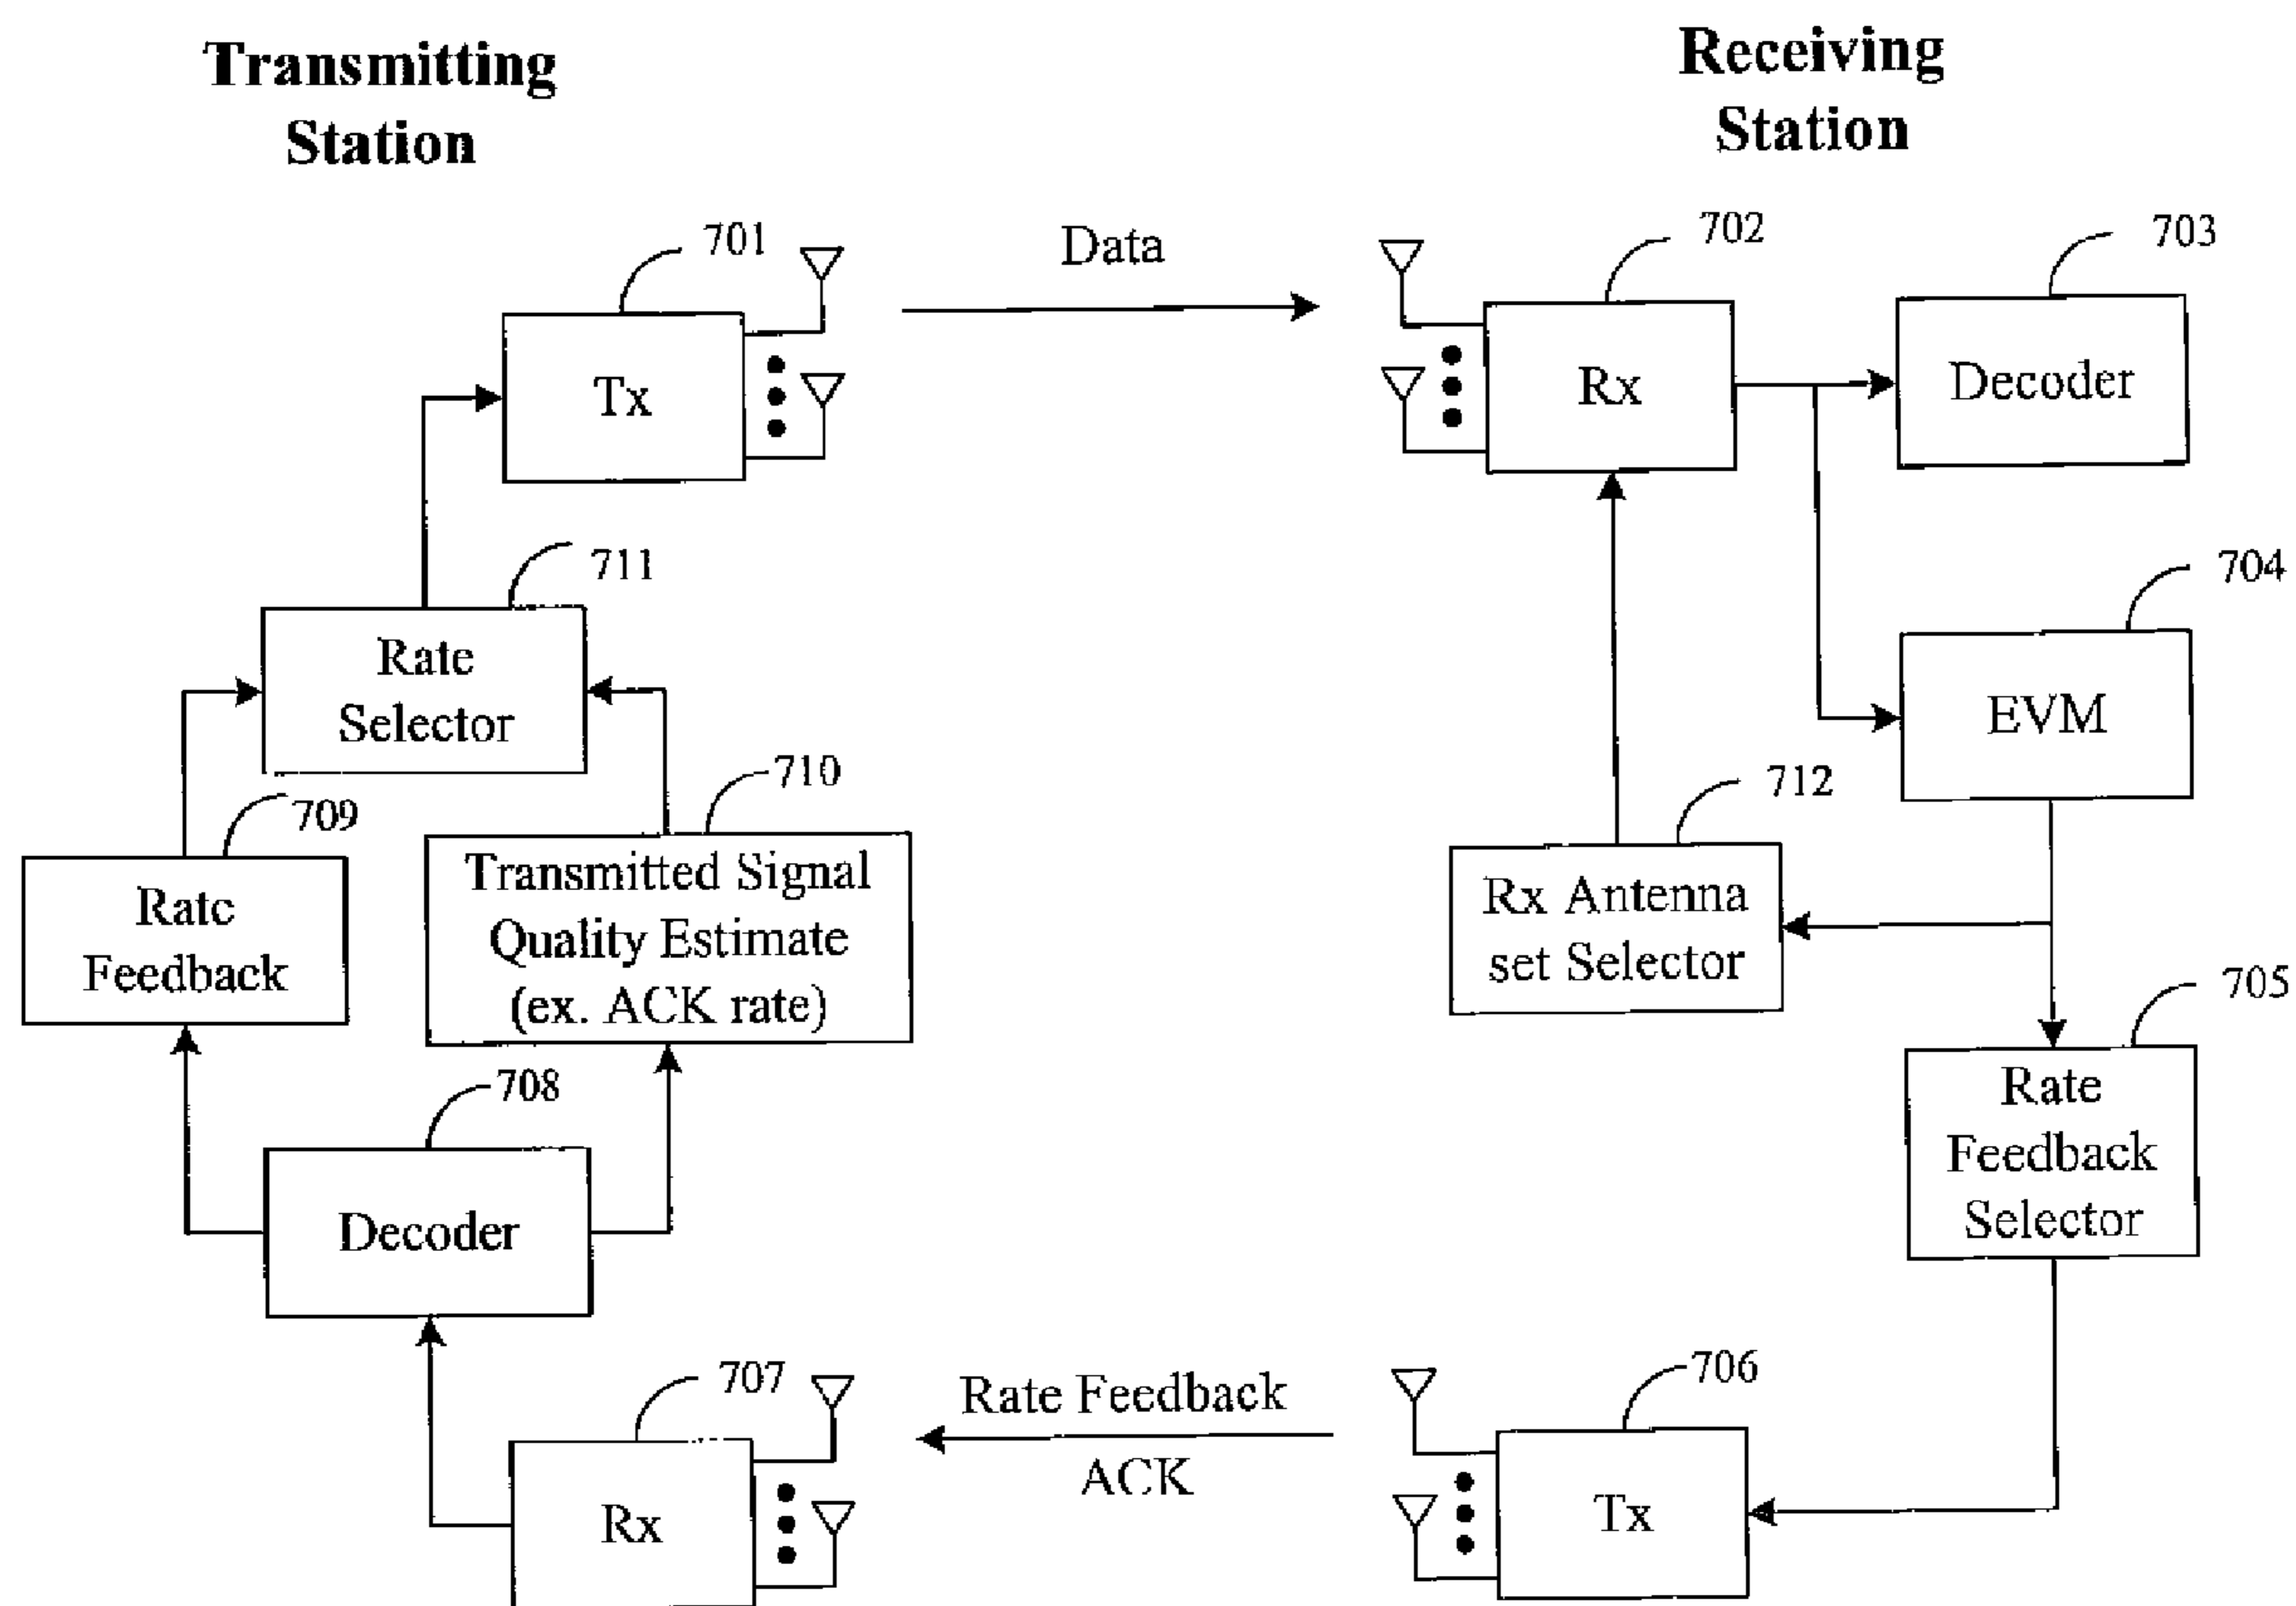 Transmitting
Station
Receiving
Station
701
Data
702
703
Tx
Rx
Decoder
711
704
Rate
Selector
EVM
710
712
709
Transmitted Signal
Quality Estimate
(ex. ACK rate)
Rate
Feedback
Rx Antenna
set Selector
705
708
Rate
Feedback
Selector
Decoder
707
Rate Feedback
ACK
706
Rx
Tx